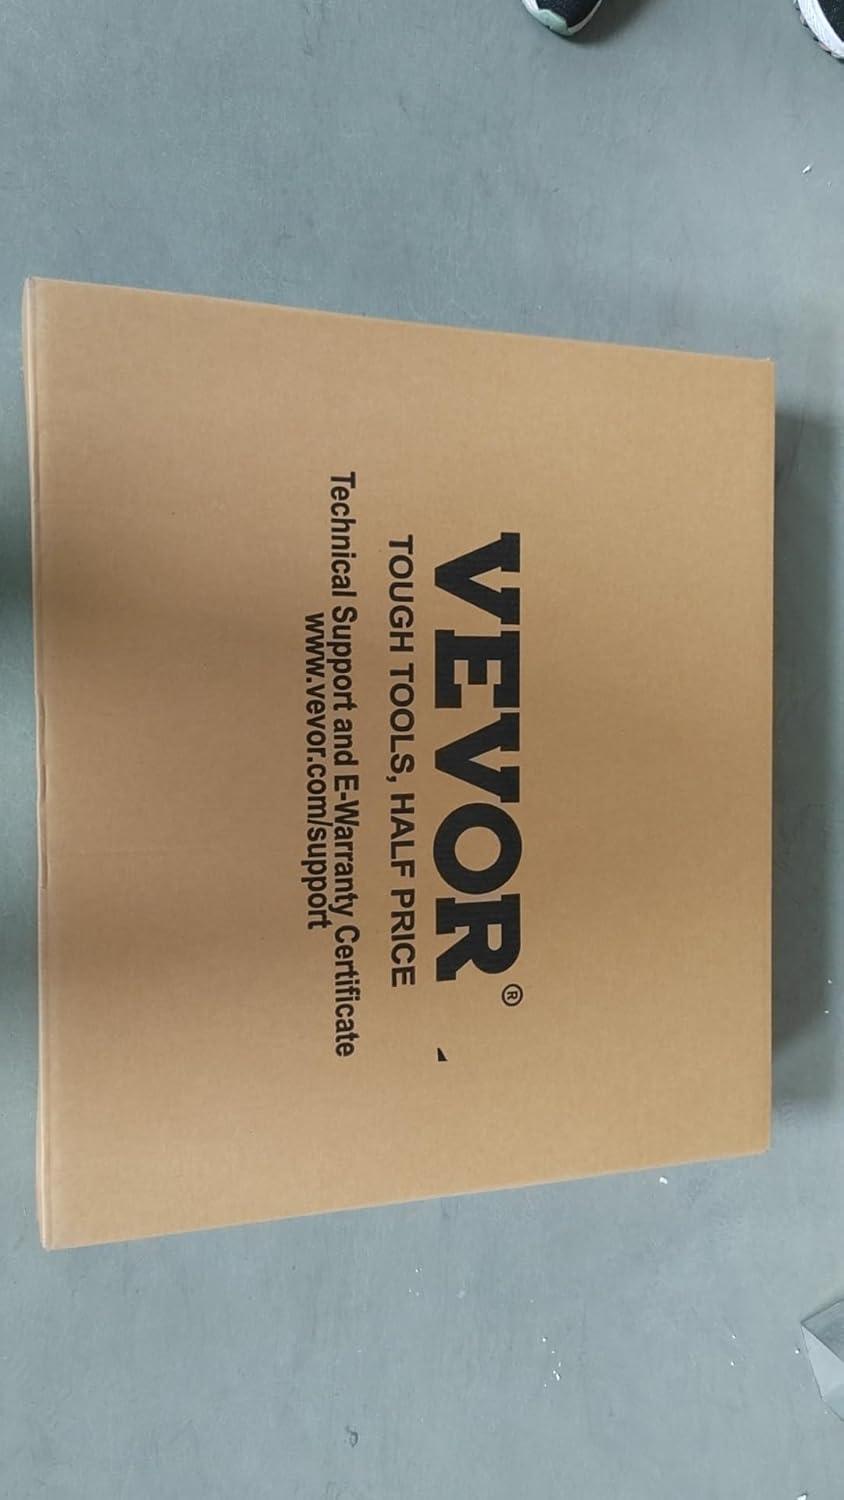 VEVOR®
TOUGH TOOLS, HALF PRICE
Technical Support and E-Warranty Certificate
www.vevor.com/support